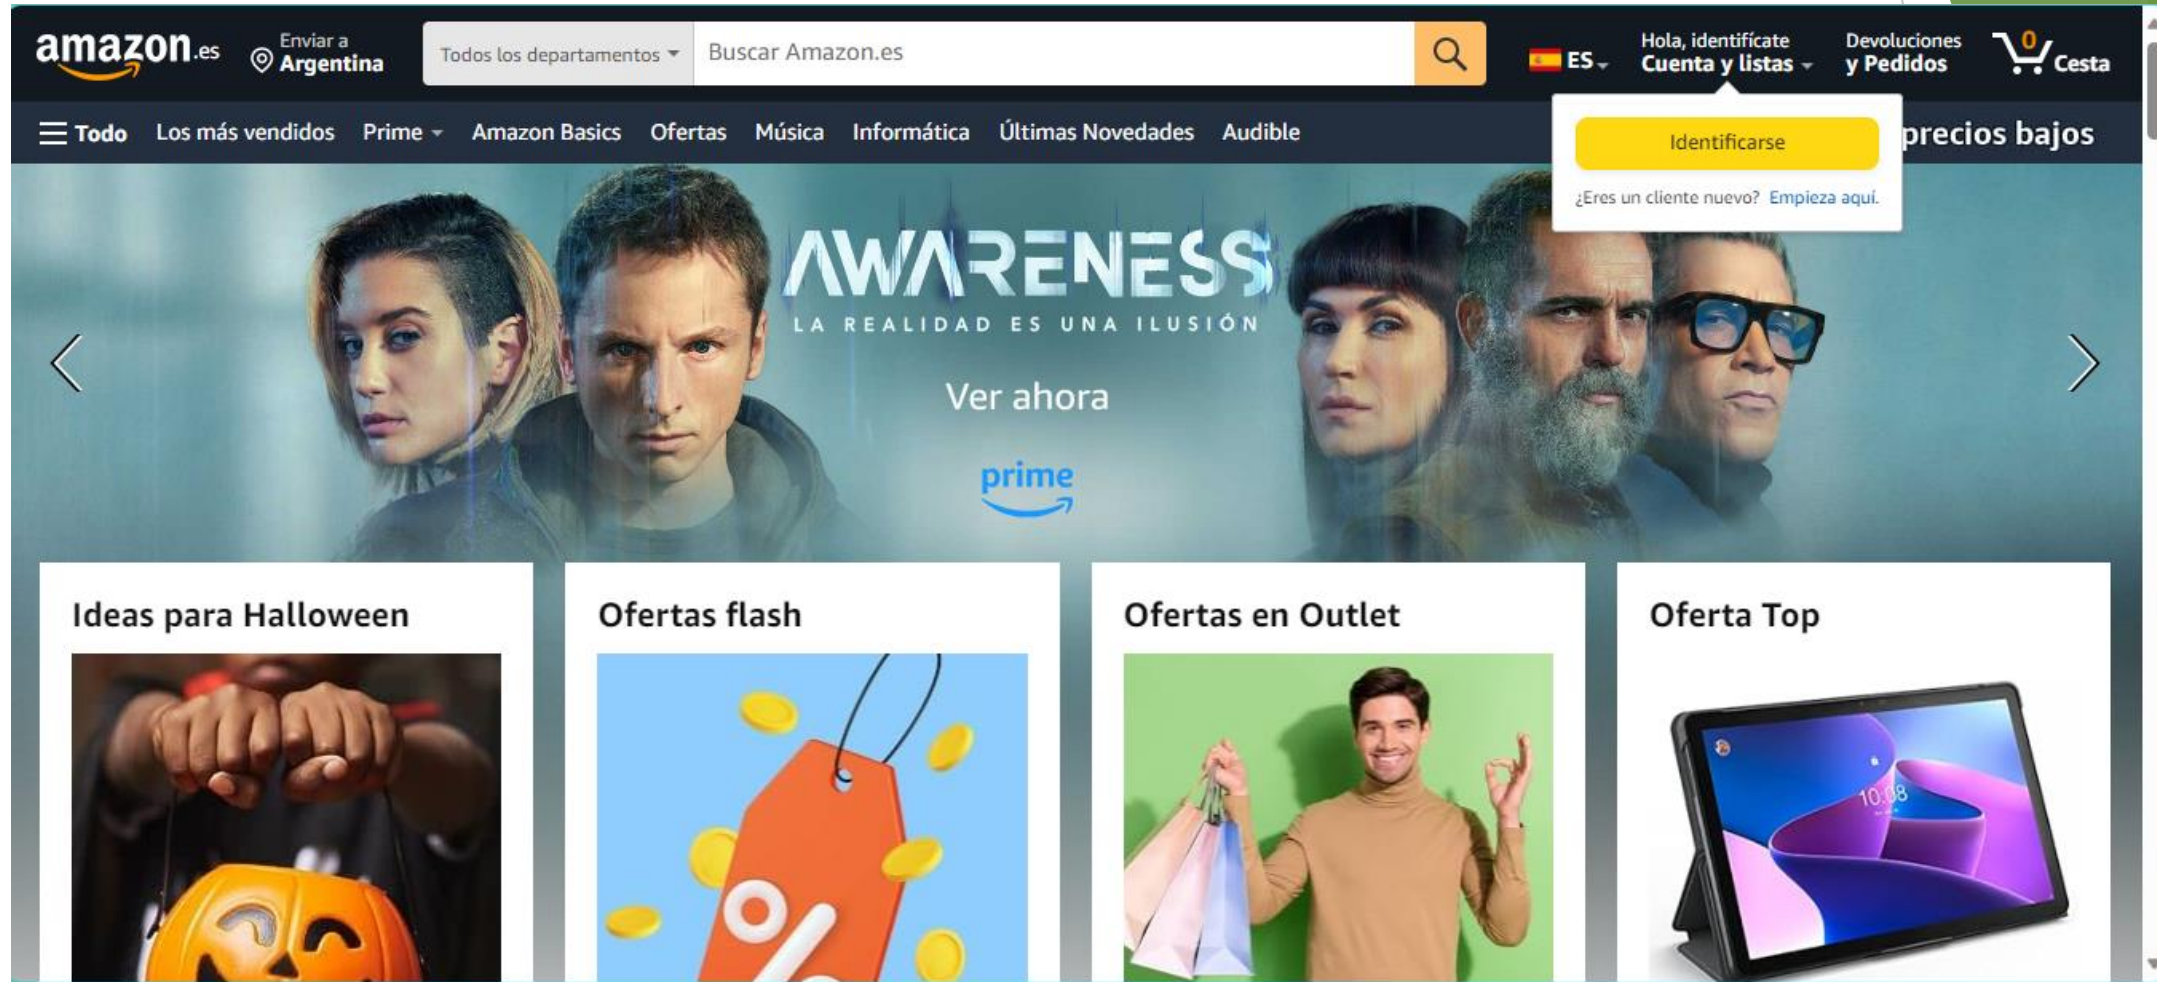 amazon.es
Enviar a
Argentina
Todos los departamentos
Buscar Amazon.es
ES
Hola, identifícate
Cuenta y listas
Devoluciones
y Pedidos
0
Cesta
Todo
Los más vendidos
Prime
Amazon Basics
Ofertas
Música
Informática
Últimas Novedades
Audible
precios bajos
Identificarse
¿Eres un cliente nuevo? Empieza aquí.
AWARENESS
LA REALIDAD ES UNA ILUSIÓN
Ver ahora
prime
Ideas para Halloween
Ofertas flash
Ofertas en Outlet
Oferta Top
%
10:08